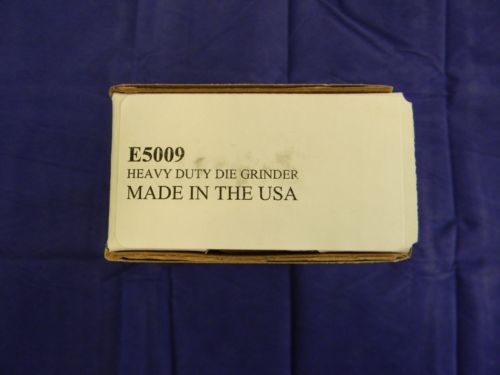 E5009
HEAVY DUTY DIE GRINDER
MADE IN THE USA